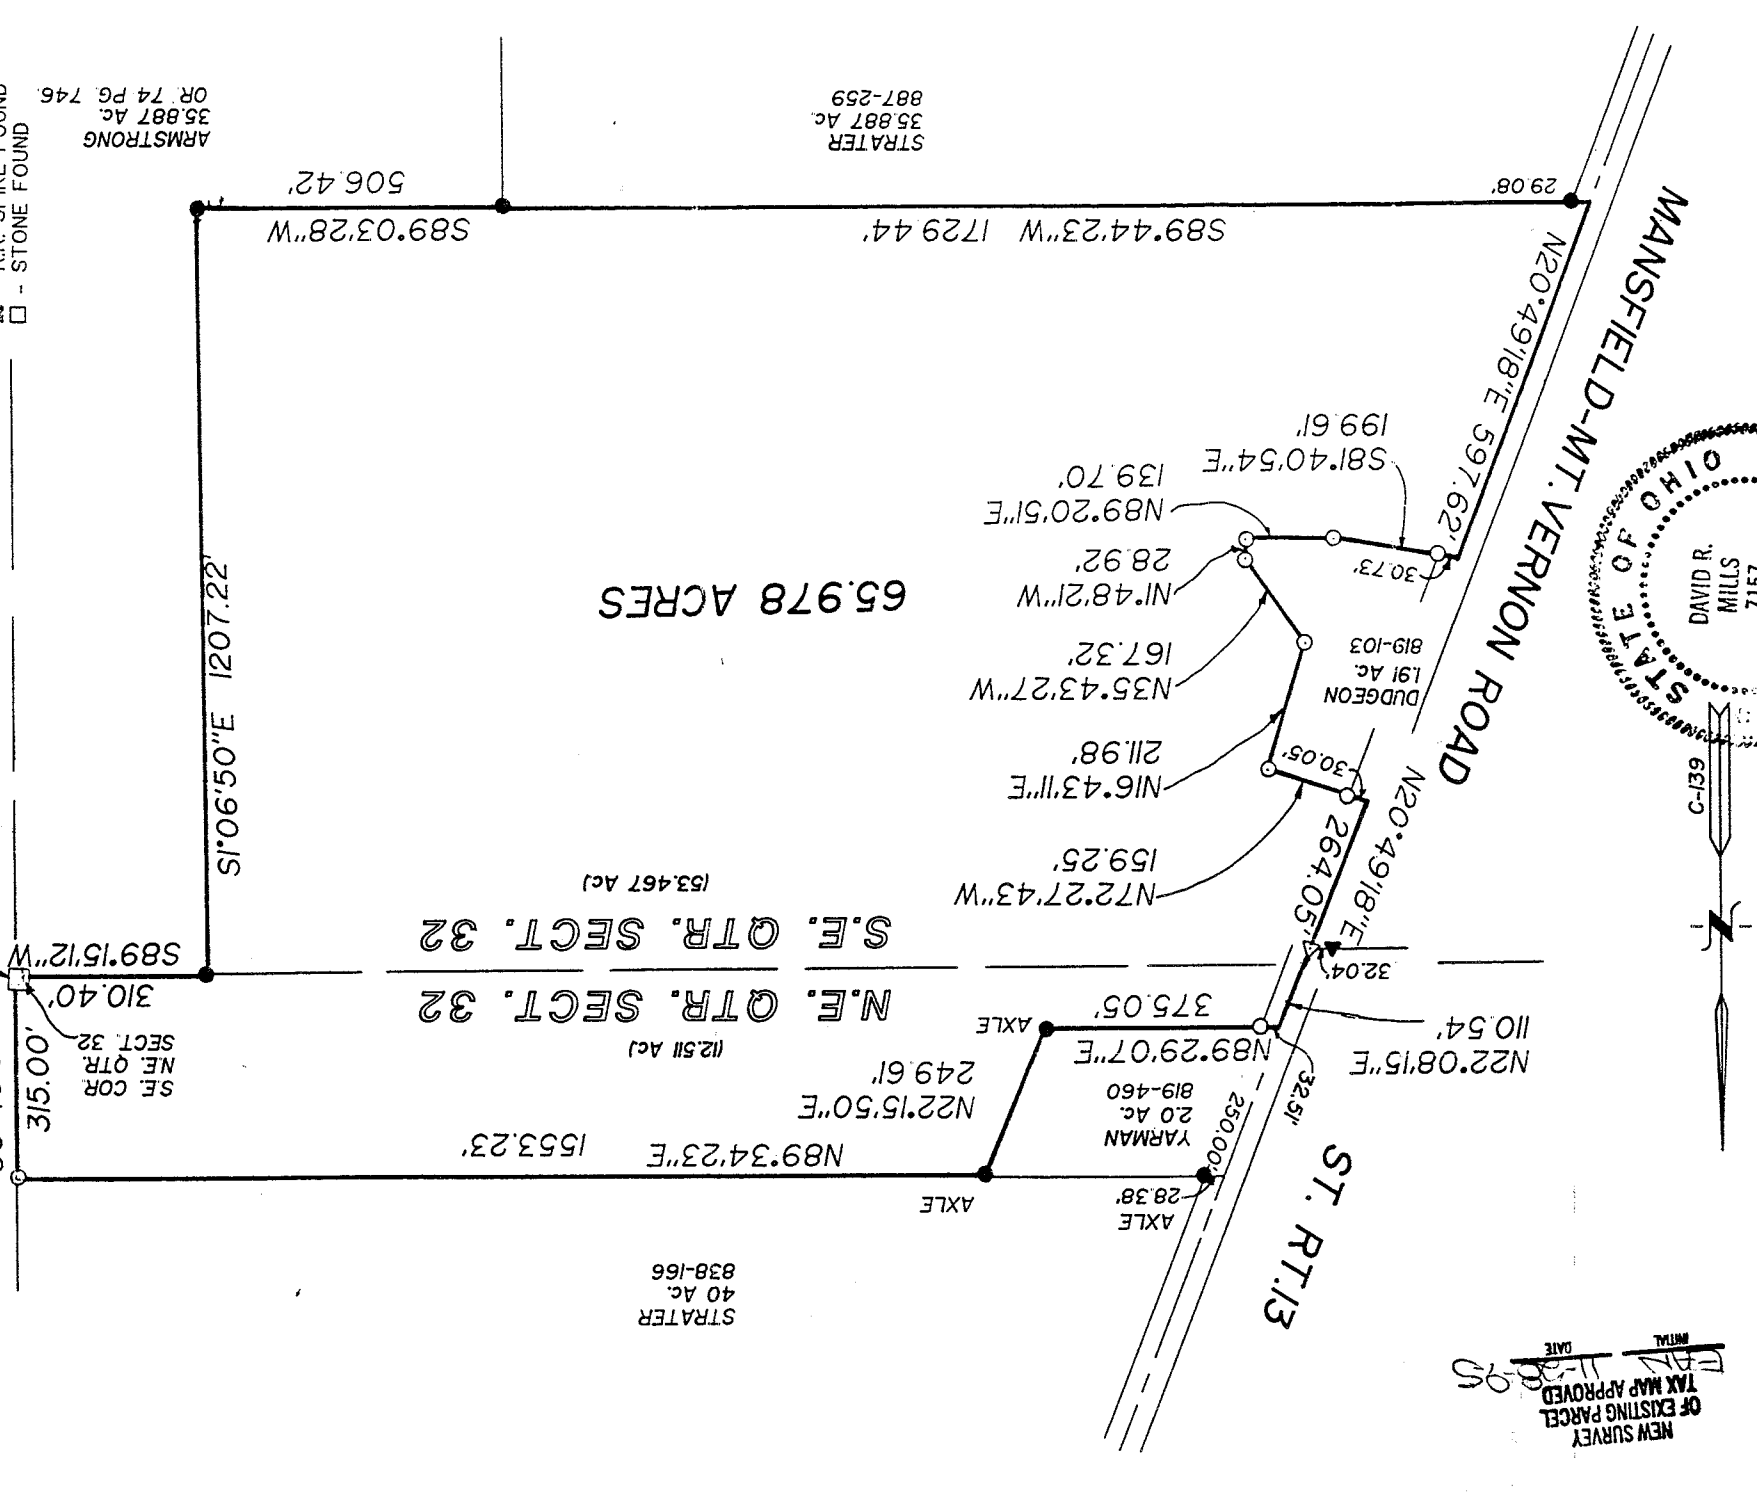 NEW SURVEY
OF EXISTING PARCEL
TAX MAP APPROVED
EAN
INITIAL
DATE
STRATER
40 Ac.
838-166
ST. RT. 13
AXLE
28.38'
AXLE
N89°34'23"E 1553.23'
250.00'
YARMAN
2.0 Ac.
819-460
N22°15'50"E
249.61'
S.E. COR.
N.E. QTR.
SECT. 32
315.00'
32.51'
N22°08'15"E
110.54'
N89°29'07"E
375.05'
AXLE
(12.511 Ac)
N.E. QTR. SECT. 32
310.40'
S89°15'12"W
32.04'
S.E. QTR. SECT. 32
(53.467 Ac)
N20°49'18"E
264.05'
N72°27'43"W
159.25'
30.05'
N16°43'11"E
211.98'
S1°06'50"E 1207.22'
DUDGEON
1.91 Ac.
819-103
N35°43'27"W
167.32'
65.978 ACRES
N1°48'21"W
28.92'
30.73'
N89°20'51"E
139.70'
S81°40'54"E
199.61'
MANSFIELD-MT. VERNON ROAD
N20°49'18"E 597.62'
S89°44'23"W 1729.44'
S89°03'28"W
506.42'
29.08'
STRATER
35.887 Ac.
887-259
ARMSTRONG
35.887 Ac.
OR. 74 PG. 746.
□ - STONE FOUND
N
C-139
STATE OF OHIO
DAVID R.
MILLS
7157